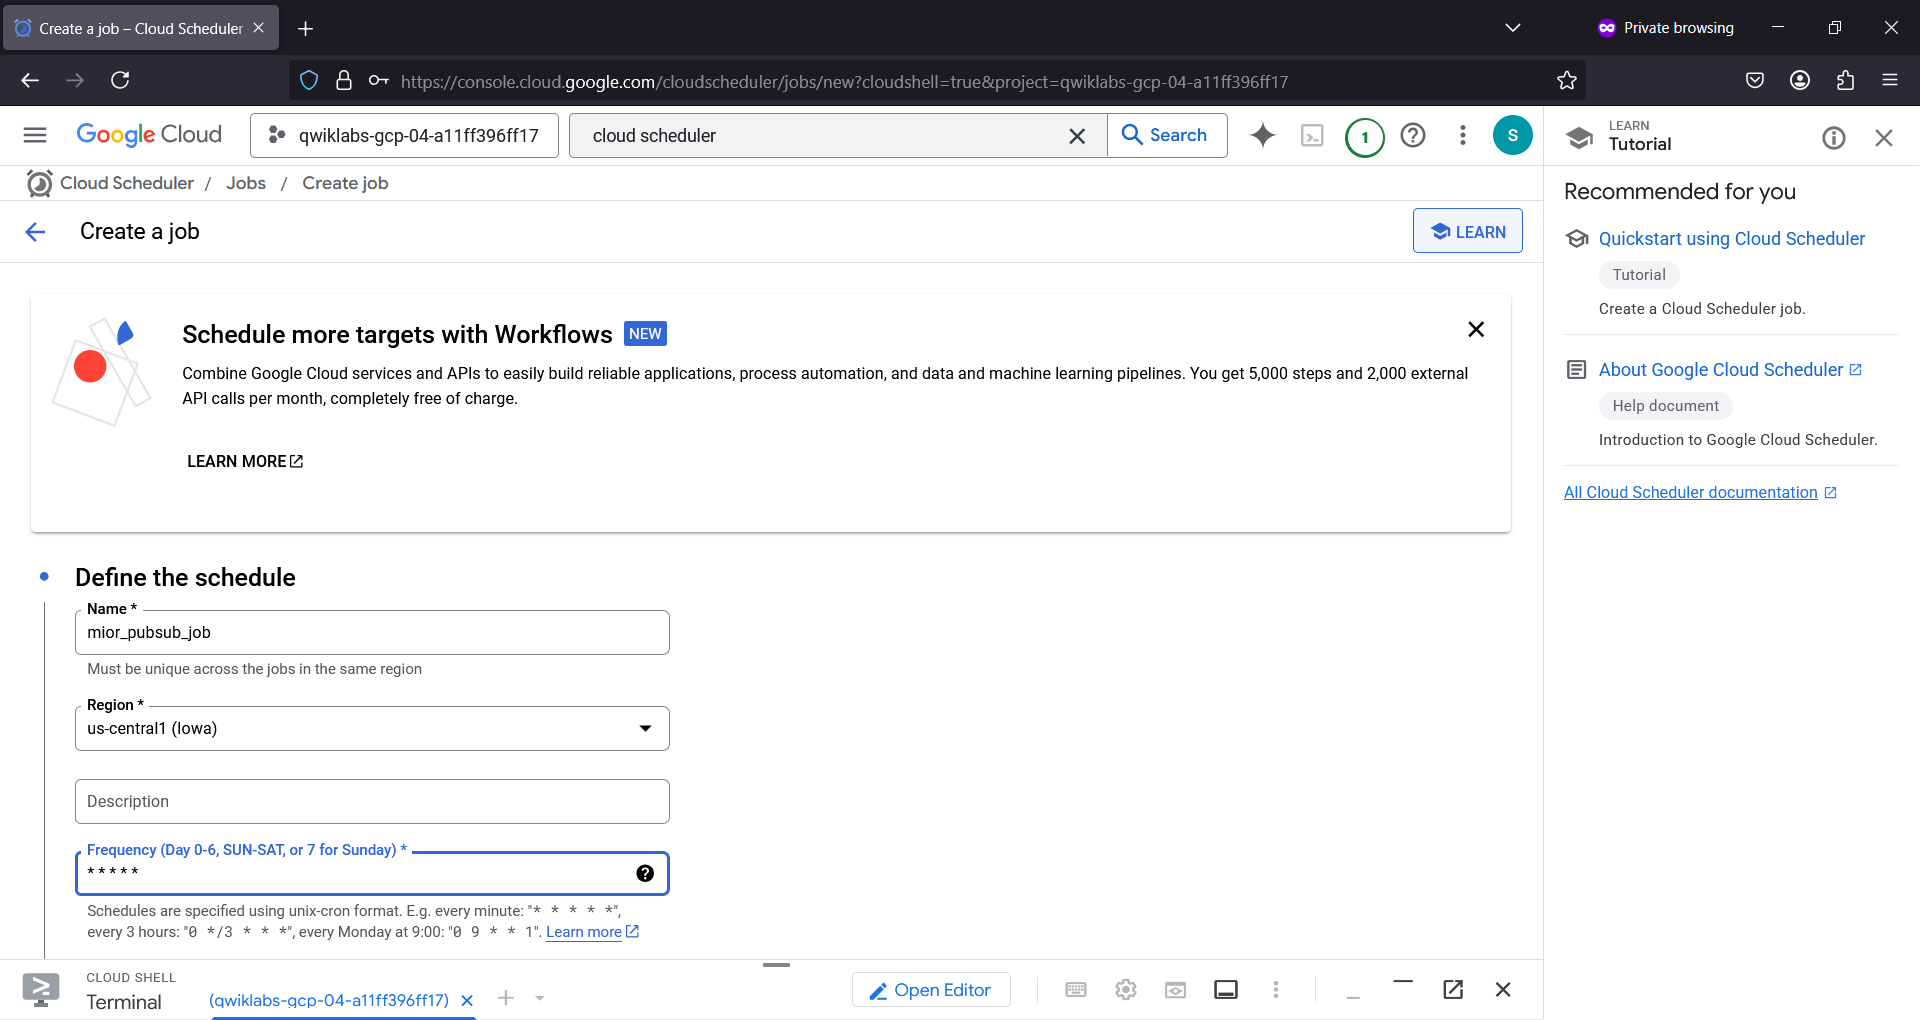 Create a job – Cloud Scheduler
Private browsing
https://console.cloud.google.com/cloudscheduler/jobs/new?cloudshell=true&project=qwiklabs-gcp-04-a11ff396ff17
Google Cloud
qwiklabs-gcp-04-a11ff396ff17
cloud scheduler
Search
1
S
LEARN
Tutorial
Cloud Scheduler / Jobs / Create job
Create a job
LEARN
Schedule more targets with Workflows NEW
Combine Google Cloud services and APIs to easily build reliable applications, process automation, and data and machine learning pipelines. You get 5,000 steps and 2,000 external
API calls per month, completely free of charge.
LEARN MORE
Define the schedule
Name *
mior_pubsub_job
Must be unique across the jobs in the same region
Region *
us-central1 (Iowa)
Description
Frequency (Day 0-6, SUN-SAT, or 7 for Sunday) *
* * * * *
Schedules are specified using unix-cron format. E.g. every minute: "* * * * *",
every 3 hours: "0 */3 * * *", every Monday at 9:00: "0 9 * * 1". Learn more
Recommended for you
Quickstart using Cloud Scheduler
Tutorial
Create a Cloud Scheduler job.
About Google Cloud Scheduler
Help document
Introduction to Google Cloud Scheduler.
All Cloud Scheduler documentation
CLOUD SHELL
Terminal
(qwiklabs-gcp-04-a11ff396ff17)
Open Editor